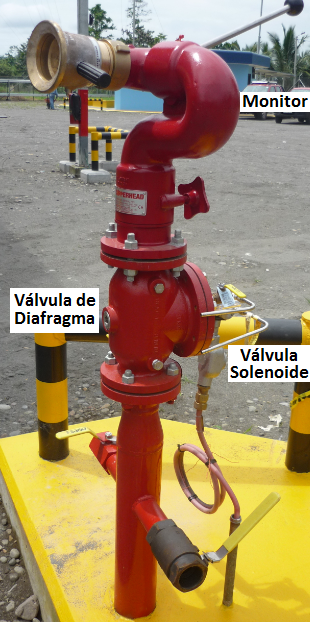 Monitor
Válvula de
Diafragma
Válvula
Solenoide